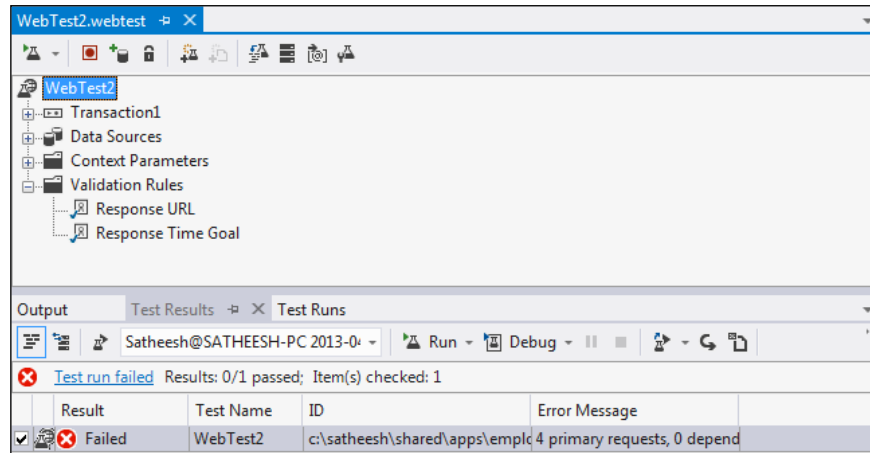 WebTest2.webtest
WebTest2
Transaction1
Data Sources
Context Parameters
Validation Rules
Response URL
Response Time Goal
Output Test Results Test Runs
Satheesh@SATHEESH-PC 2013-04 Run Debug
Test run failed Results: 0/1 passed; Item(s) checked: 1
Result Test Name ID Error Message
Failed WebTest2 c:\satheesh\shared\apps\emplc 4 primary requests, 0 depend